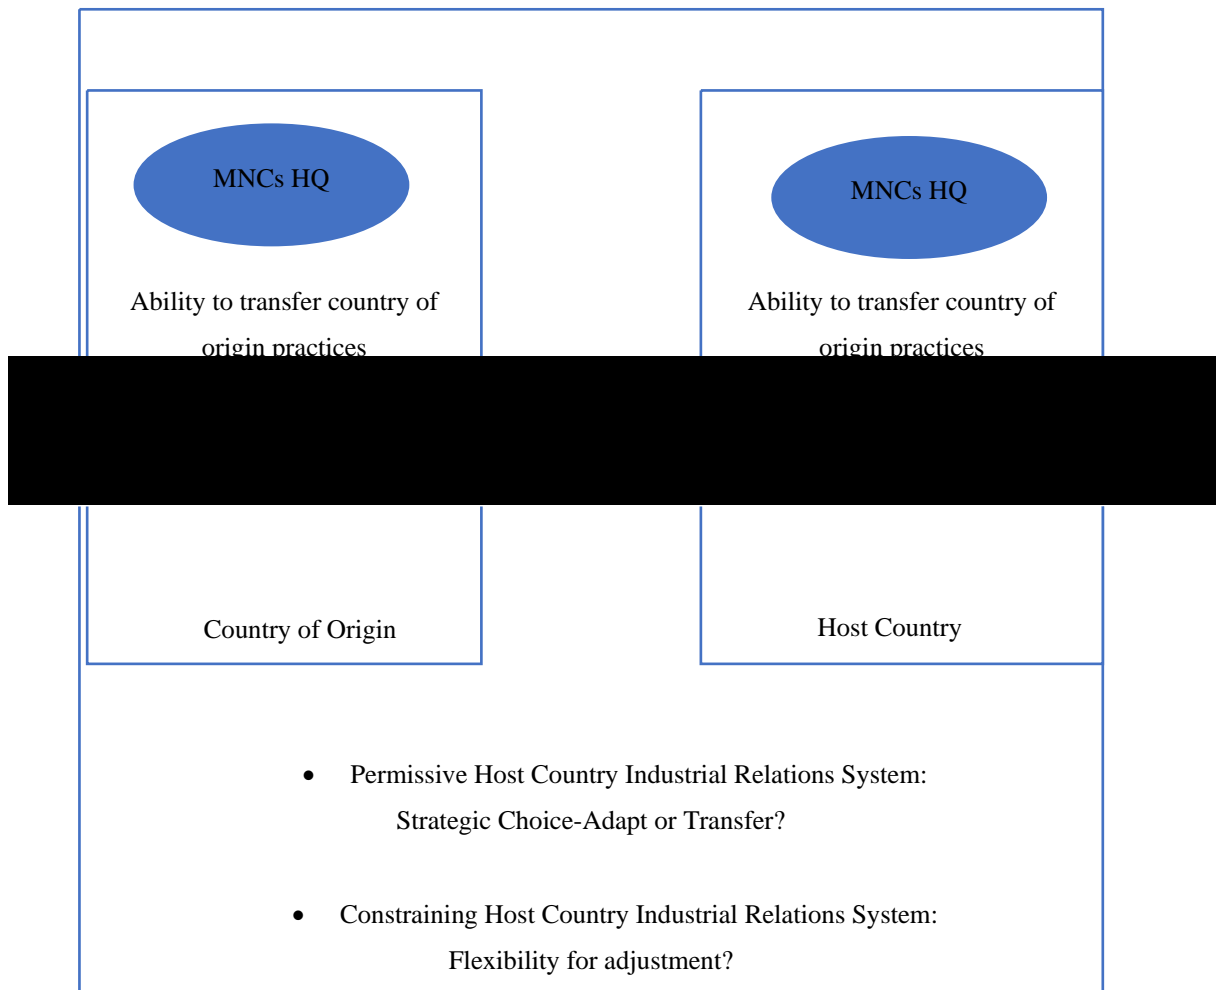 MNCs HQ
Ability to transfer country of
origin practices
Country of Origin
MNCs HQ
Ability to transfer country of
origin practices
Host Country
• Permissive Host Country Industrial Relations System:
Strategic Choice-Adapt or Transfer?
• Constraining Host Country Industrial Relations System:
Flexibility for adjustment?